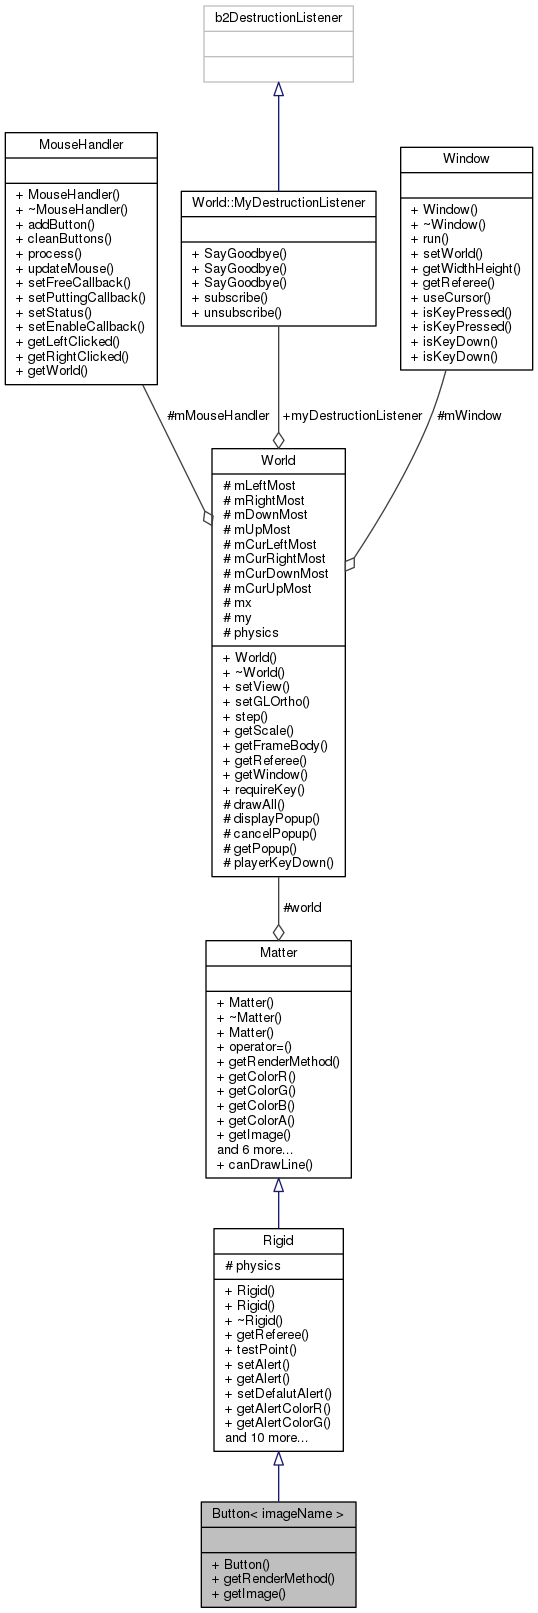 b2DestructionListener
MouseHandler
+ MouseHandler()
+ ~MouseHandler()
+ addButton()
+ cleanButtons()
+ process()
+ updateMouse()
+ setFreeCallback()
+ setPuttingCallback()
+ setStatus()
+ setEnableCallback()
+ getLeftClicked()
+ getRightClicked()
+ getWorld()
World::MyDestructionListener
+ SayGoodbye()
+ SayGoodbye()
+ SayGoodbye()
+ subscribe()
+ unsubscribe()
Window
+ Window()
+ ~Window()
+ run()
+ setWorld()
+ getWidthHeight()
+ getReferee()
+ useCursor()
+ isKeyPressed()
+ isKeyPressed()
+ isKeyDown()
+ isKeyDown()
#mMouseHandler
+myDestructionListener
#mWindow
World
# mLeftMost
# mRightMost
# mDownMost
# mUpMost
# mCurLeftMost
# mCurRightMost
# mCurDownMost
# mCurUpMost
# mx
# my
# physics
+ World()
+ ~World()
+ setView()
+ setGLOrtho()
+ step()
+ getScale()
+ getFrameBody()
+ getReferee()
+ getWindow()
+ requireKey()
# drawAll()
# displayPopup()
# cancelPopup()
# getPopup()
# playerKeyDown()
#world
Matter
+ Matter()
+ ~Matter()
+ Matter()
+ operator=()
+ getRenderMethod()
+ getColorR()
+ getColorG()
+ getColorB()
+ getColorA()
+ getImage()
and 6 more...
+ canDrawLine()
Rigid
# physics
+ Rigid()
+ Rigid()
+ ~Rigid()
+ getReferee()
+ testPoint()
+ setAlert()
+ getAlert()
+ setDefalutAlert()
+ getAlertColorR()
+ getAlertColorG()
and 10 more...
Button< imageName >
+ Button()
+ getRenderMethod()
+ getImage()